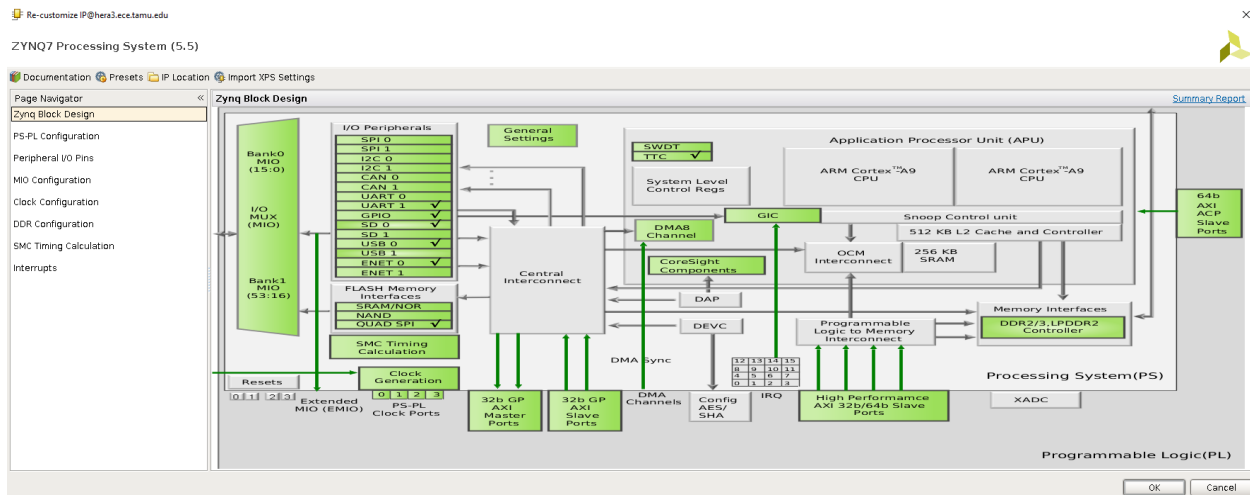 Re-customize IP@hera3.ece.tamu.edu
ZYNQ7 Processing System (5.5)
Documentation Presets IP Location Import XPS Settings
Page Navigator
Zynq Block Design
PS-PL Configuration
Peripheral I/O Pins
MIO Configuration
Clock Configuration
DDR Configuration
SMC Timing Calculation
Interrupts
Zynq Block Design
Summary Report
Bank0
MIO
(15:0)
I/O
MUX
(MIO)
Bank1
MIO
(53:16)
I/O Peripherals
SPI 0
SPI 1
I2C 0
I2C 1
CAN 0
CAN 1
UART 0
UART 1
GPIO
SD 0
SD 1
USB 0
USB 1
ENET 0
ENET 1
FLASH Memory
Interfaces
SRAM/NOR
NAND
QUAD SPI
SMC Timing
Calculation
General
Settings
Application Processor Unit (APU)
SWDT
TTC
System Level
Control Regs
ARM Cortex™-A9
CPU
ARM Cortex™-A9
CPU
GIC
Snoop Control unit
DMA8
Channel
512 KB L2 Cache and Controller
OCM
Interconnect
256 KB
SRAM
CoreSight
Components
Central
Interconnect
DAP
DEVC
Programmable
Logic to Memory
Interconnect
Memory Interfaces
DDR2/3,LPDDR2
Controller
64b
AXI
ACP
Slave
Ports
DMA Sync
12 13 14 15
8 9 10 11
4 5 6 7
0 1 2 3
Processing System(PS)
Resets
0 1 2 3
Clock
Generation
0 1 2 3
Extended
MIO (EMIO)
PS-PL
Clock Ports
32b GP
AXI
Master
Ports
32b GP
AXI
Slave
Ports
DMA
Channels
Config
AES/
SHA
IRQ
High Performamce
AXI 32b/64b Slave
Ports
XADC
Programmable Logic(PL)
OK
Cancel